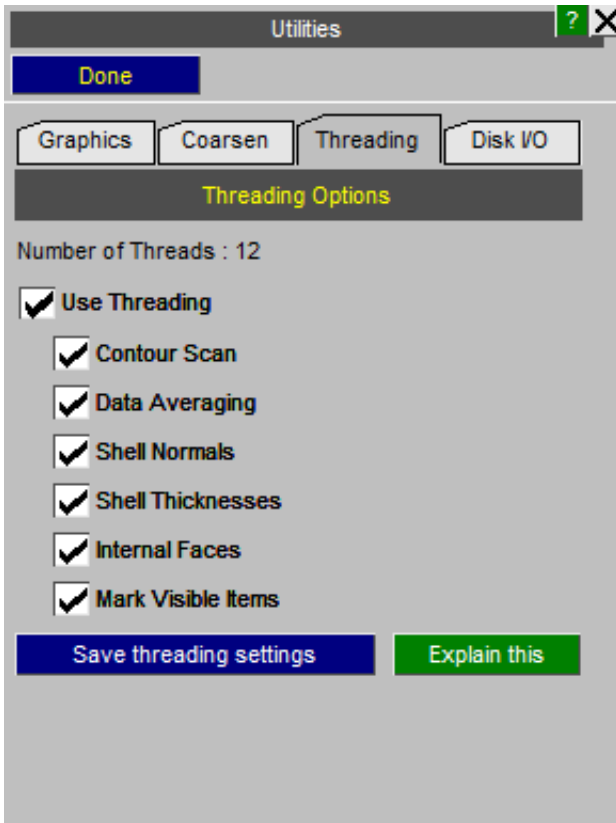 Utilities ?
Done
Graphics Coarsen Threading Disk I/O
Threading Options
Number of Threads : 12
Use Threading
Contour Scan
Data Averaging
Shell Normals
Shell Thicknesses
Internal Faces
Mark Visible Items
Save threading settings Explain this